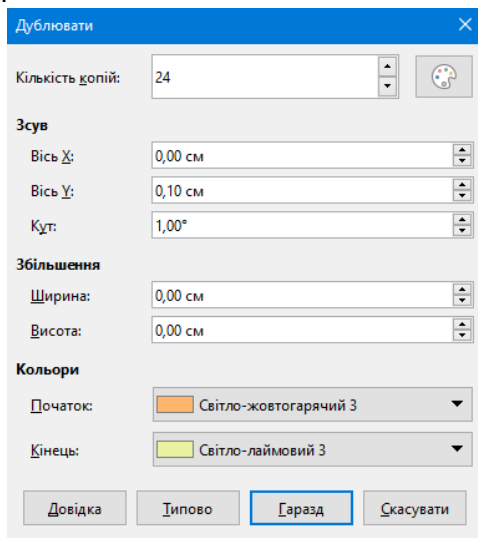 Дублювати
Кількість копій: 24
Зсув
Вісь X: 0,00 см
Вісь Y: 0,10 см
Кут: 1,00°
Збільшення
Ширина: 0,00 см
Висота: 0,00 см
Кольори
Початок: Світло-жовтогарячий 3
Кінець: Світло-лаймовий 3
Довідка Типово Гаразд Скасувати